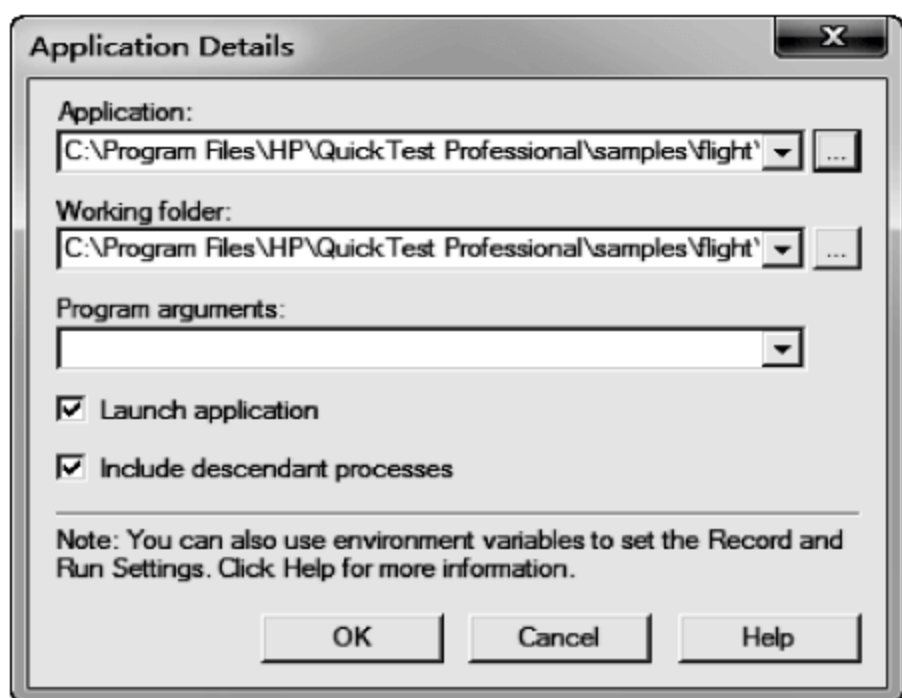 Application Details
Application:
C:\Program Files\HP\QuickTest Professional\samples\flight\
...
Working folder:
C:\Program Files\HP\QuickTest Professional\samples\flight\
...
Program arguments:
Launch application
Include descendant processes
Note: You can also use environment variables to set the Record and
Run Settings. Click Help for more information.
OK Cancel Help